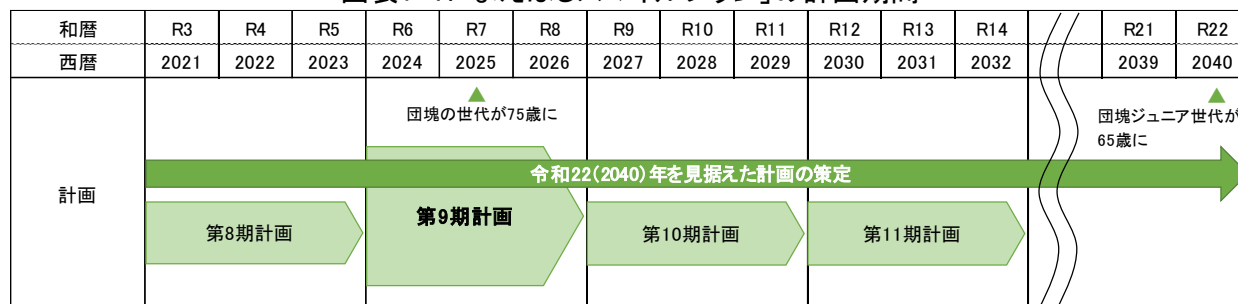 」の計画期間
和暦 R3 R4 R5 R6 R7 R8 R9 R10 R11 R12 R13 R14 R21 R22
西暦 2021 2022 2023 2024 2025 2026 2027 2028 2029 2030 2031 2032 2039 2040
計画
▲ ▲
団塊の世代が75歳に
団塊ジュニア世代が
65歳に
令和22(2040)年を見据えた計画の策定
第8期計画
第9期計画
第10期計画
第11期計画